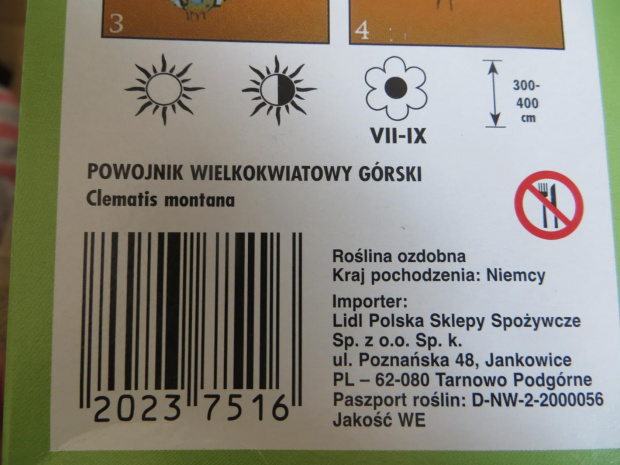 3
4
300-
400
cm
VII-IX
POWOJNIK WIELKOKWIATOWY GÓRSKI
Clematis montana
Roślina ozdobna
Kraj pochodzenia: Niemcy
Importer:
Lidl Polska Sklepy Spożywcze
Sp. z o.o. Sp. k.
ul. Poznańska 48, Jankowice
PL – 62-080 Tarnowo Podgórne
Paszport roślin: D-NW-2-2000056
Jakość WE
2023 7516